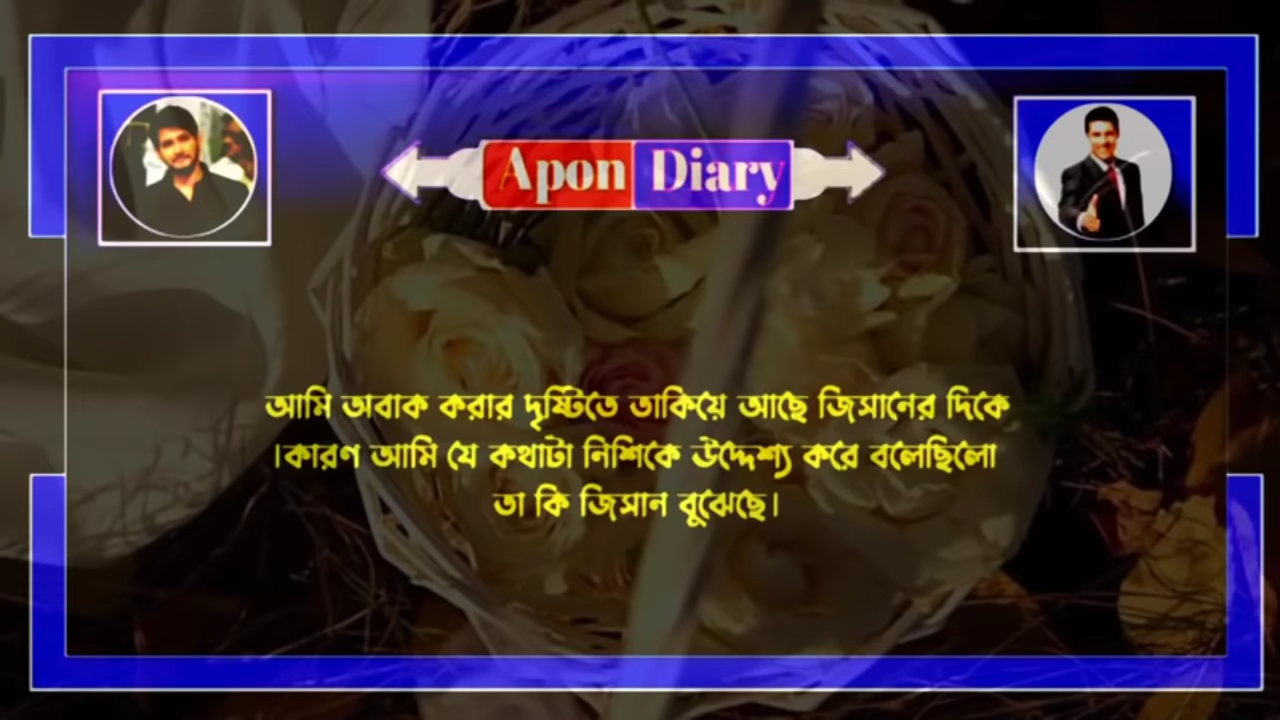 Apon Diary
আমি অবাক করার দৃষ্টিতে তাকিয়ে আছে জিসানের দিকে
।কারণ আমি যে কথাটা নিশিকে উদ্দেশ্য করে বলেছিলো
তা কি জিসান বুঝেছে।